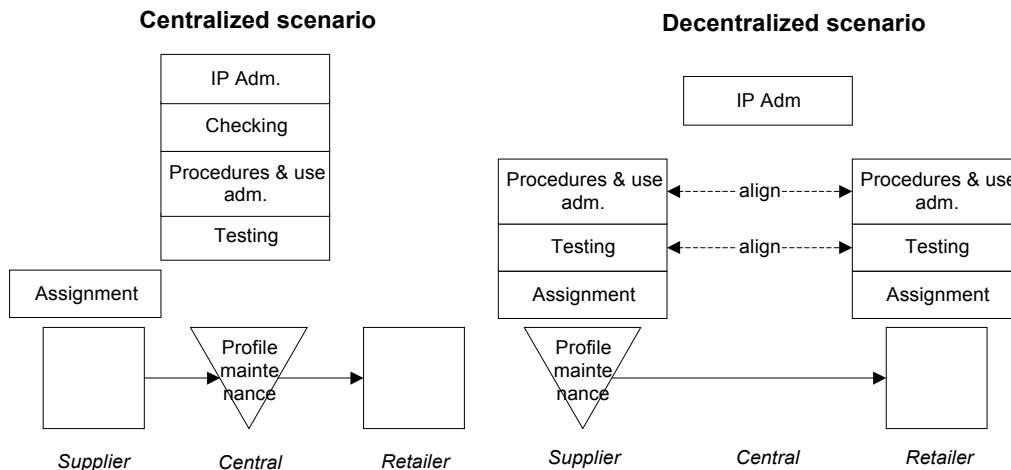 Centralized scenario
IP Adm.
Checking
Procedures & use
adm.
Testing
Assignment
Profile
mainte
nance
Supplier
Central
Retailer
Decentralized scenario
IP Adm
Procedures & use
adm.
align
Procedures & use
adm.
Testing
align
Testing
Assignment
Assignment
Profile
mainte
nance
Supplier
Central
Retailer